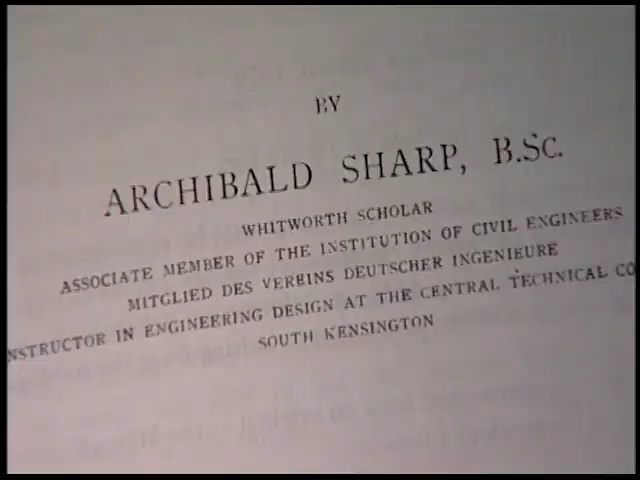 BY
ARCHIBALD SHARP, B.Sc.
WHITWORTH SCHOLAR
ASSOCIATE MEMBER OF THE INSTITUTION OF CIVIL ENGINEERS
MITGLIED DES VEREINS DEUTSCHER INGENIEURE
NSTRUCTOR IN ENGINEERING DESIGN AT THE CENTRAL TECHNICAL CO
SOUTH KENSINGTON